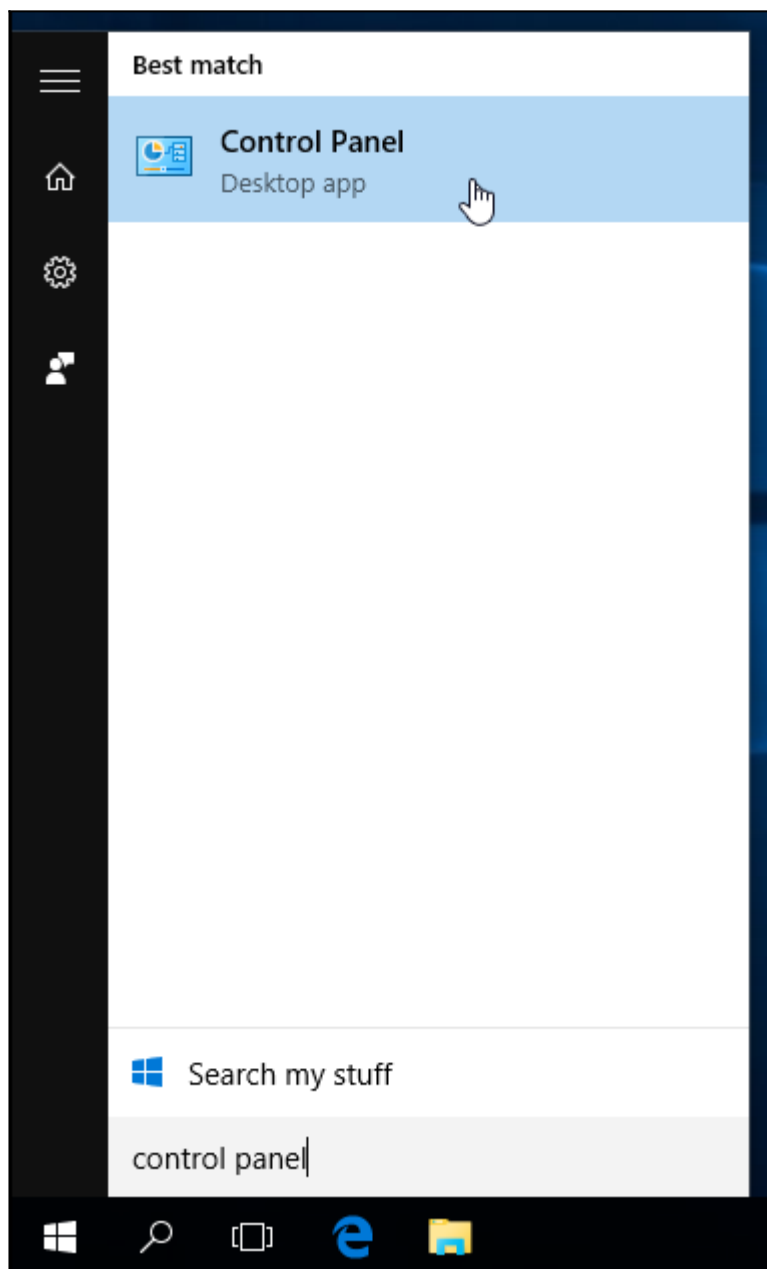 Best match
Control Panel
Desktop app
Search my stuff
control panel